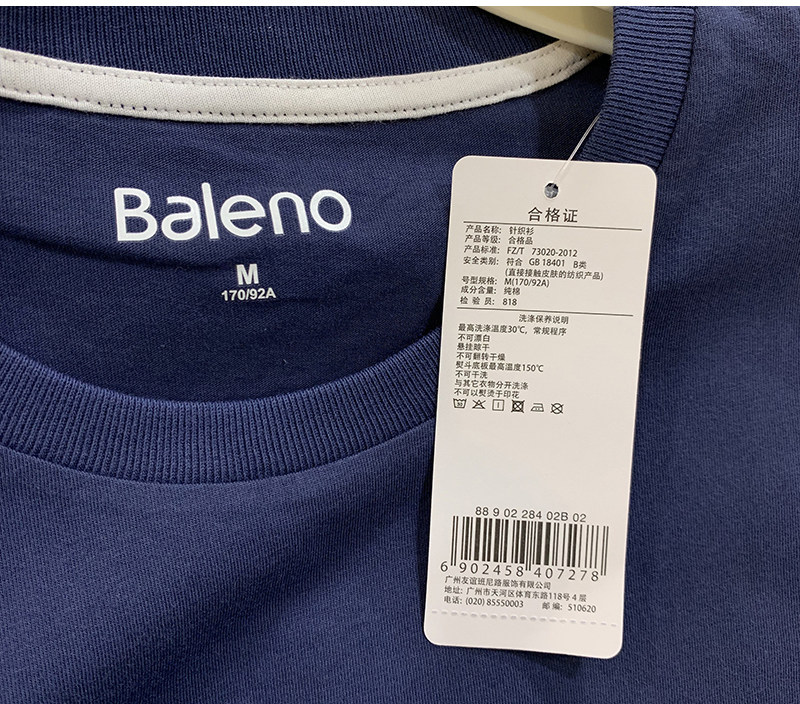 Baleno
M
170/92A
合格证
产品名称: 针织衫
产品等级: 合格品
产品标准: FZ/T 73020-2012
安全类别: 符合 GB 18401 B类
(直接接触皮肤的纺织产品)
号型规格: M(170/92A)
成分含量: 纯棉
检 验 员: 818
洗涤保养说明
最高洗涤温度30℃, 常规程序
不可漂白
悬挂晾干
不可翻转干燥
熨斗底板最高温度150℃
不可干洗
与其它衣物分开洗涤
不可以熨烫于印花
88 9 02 284 02B 02
6 902458 407278
广州友谊班尼路服饰有限公司
地址: 广州市天河区体育东路118号4层
电话: (020) 85550003 邮 编: 510620